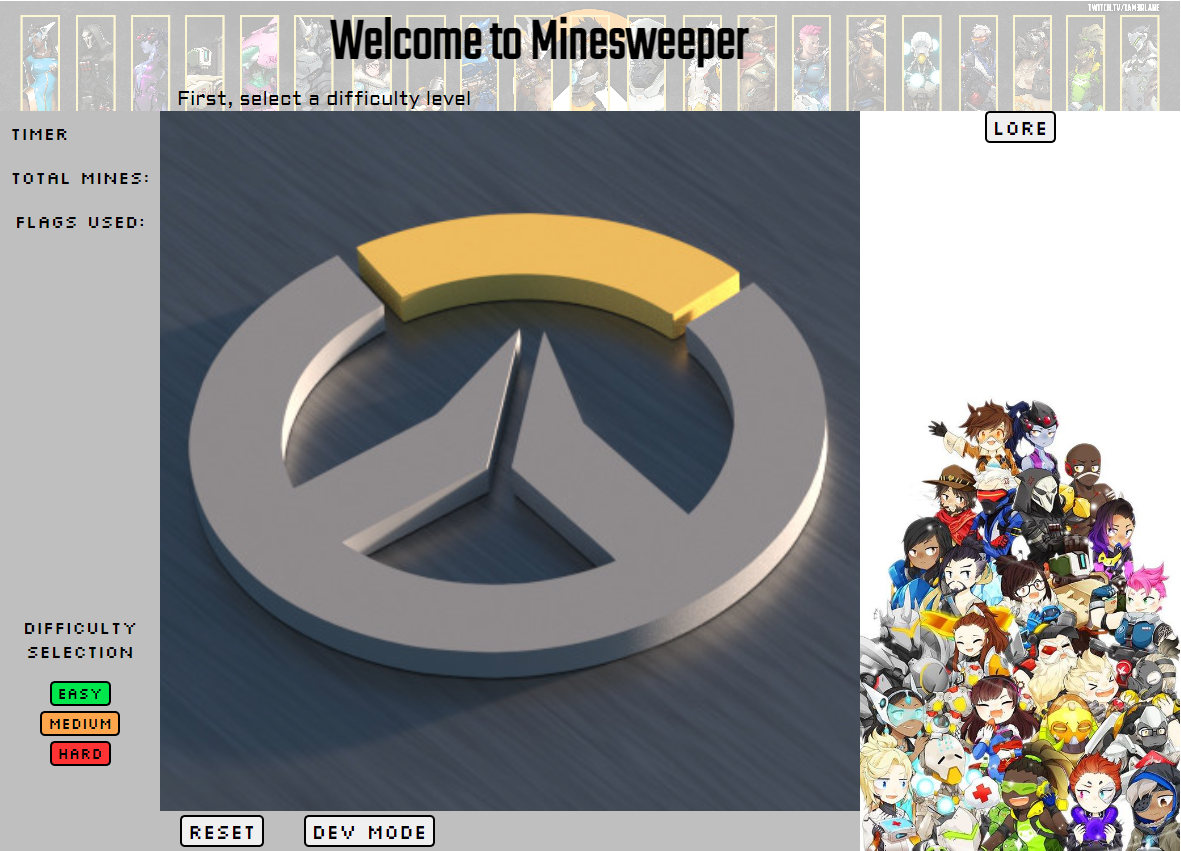 TWITCH.TV/IAMBLADE
Welcome to Minesweeper
First, select a difficulty level
TIMER
LORE
TOTAL MINES:
FLAGS USED:
DIFFICULTY
SELECTION
EASY
MEDIUM
HARD
RESET
DEV MODE